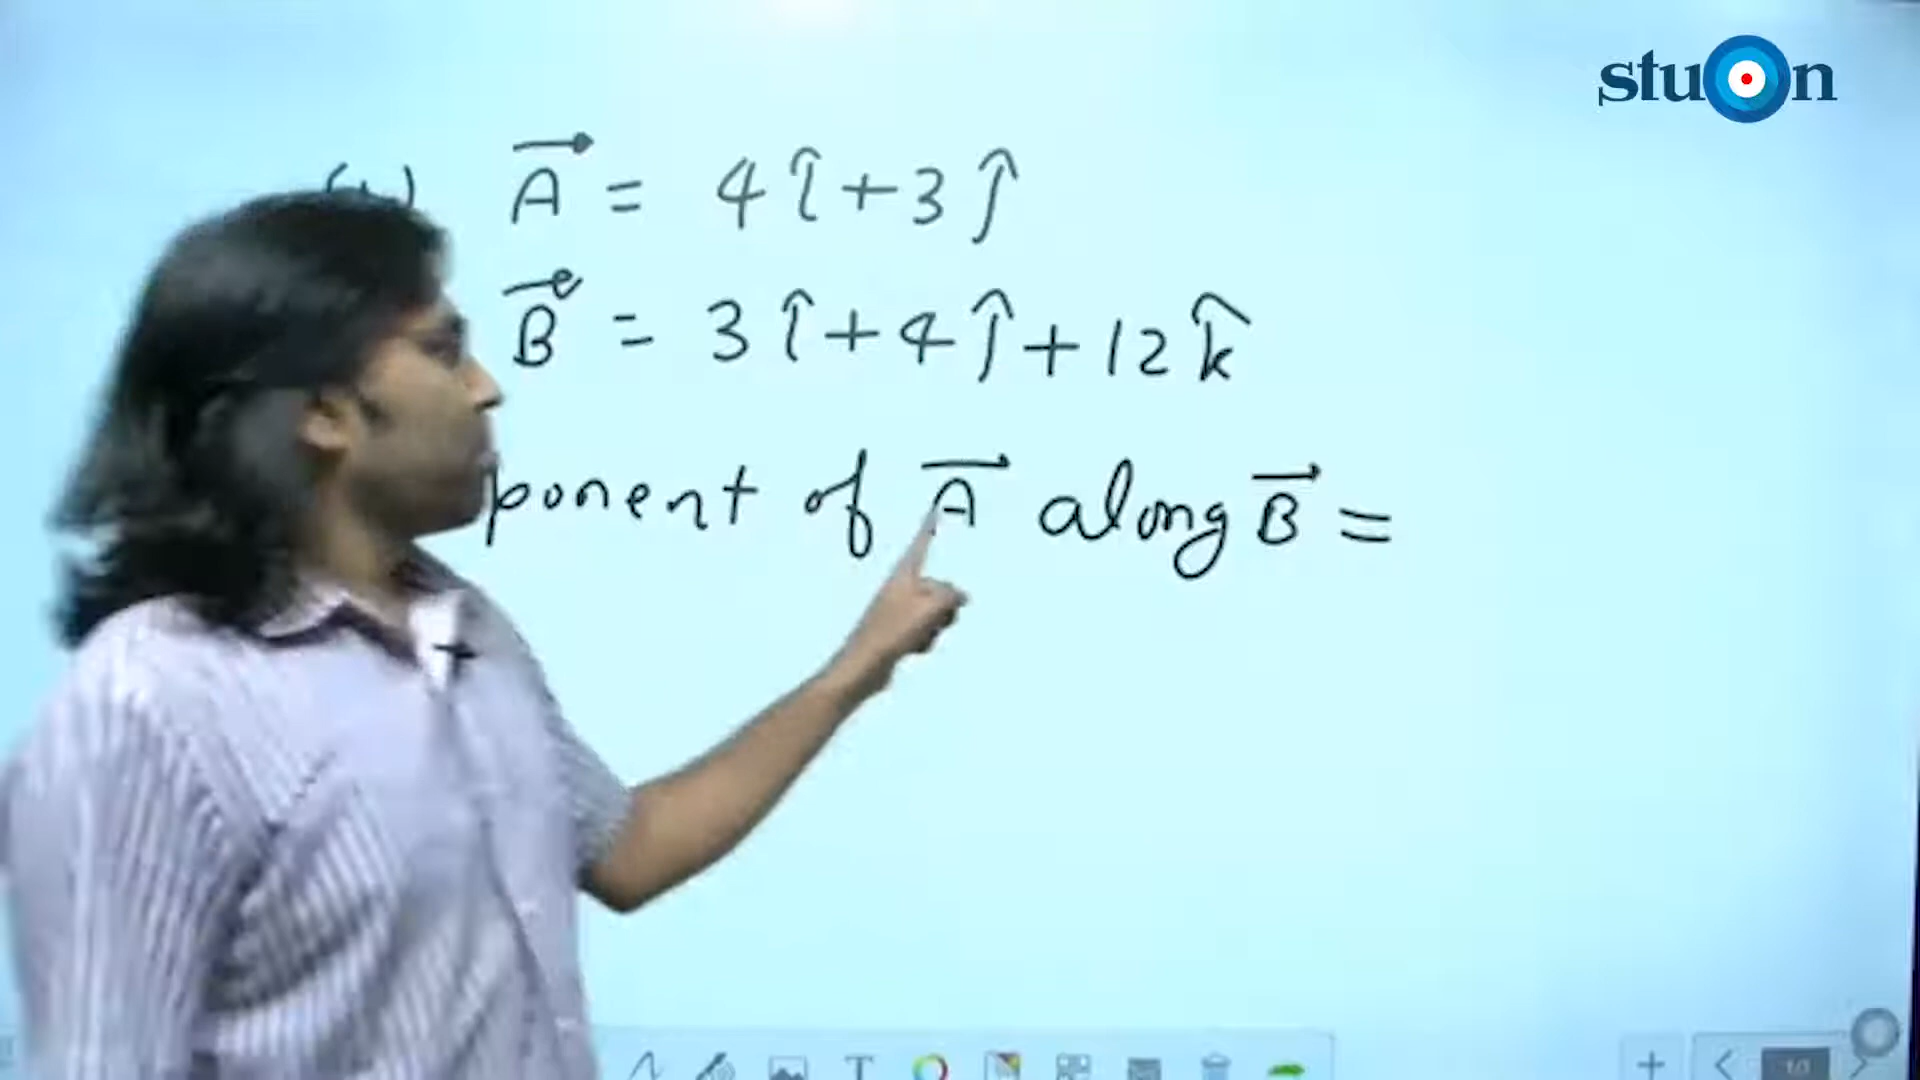 stuOn
A⃗ = 4î+3ĵ
B⃗ = 3î+4ĵ+12k̂
ponent of A⃗ along B⃗ =